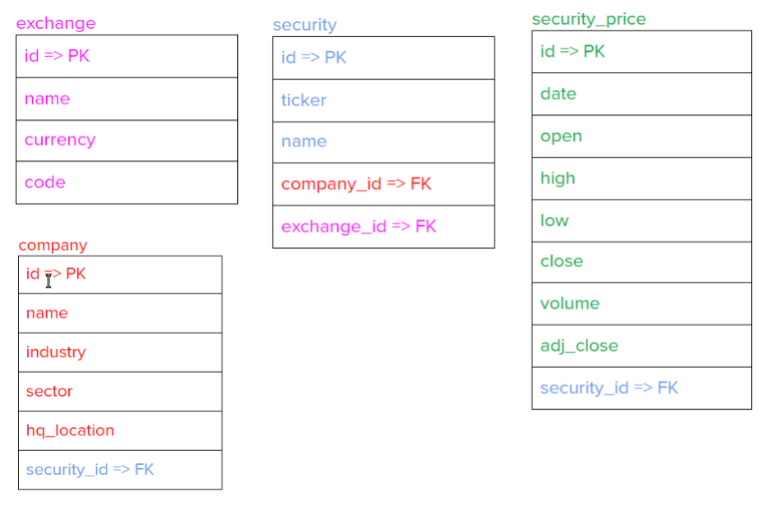 exchange
id => PK
name
currency
code
company
id => PK
name
industry
sector
hq_location
security_id => FK
security
id => PK
ticker
name
company_id => FK
exchange_id => FK
security_price
id => PK
date
open
high
low
close
volume
adj_close
security_id => FK